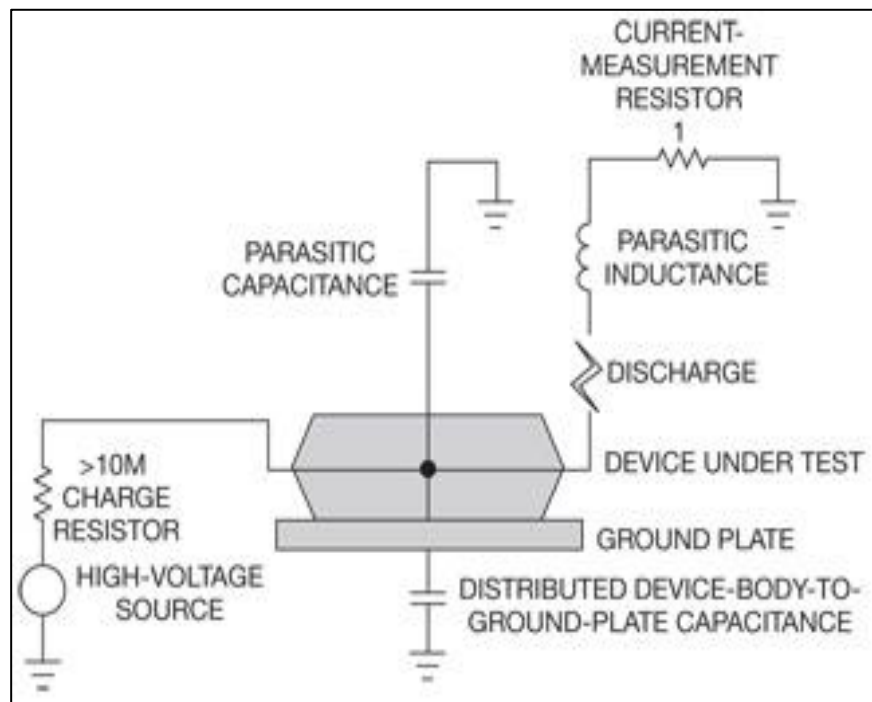 CURRENT-
MEASUREMENT
RESISTOR
1
PARASITIC
CAPACITANCE
PARASITIC
INDUCTANCE
DISCHARGE
>10M
CHARGE
RESISTOR
DEVICE UNDER TEST
GROUND PLATE
HIGH-VOLTAGE
SOURCE
DISTRIBUTED DEVICE-BODY-TO-
GROUND-PLATE CAPACITANCE